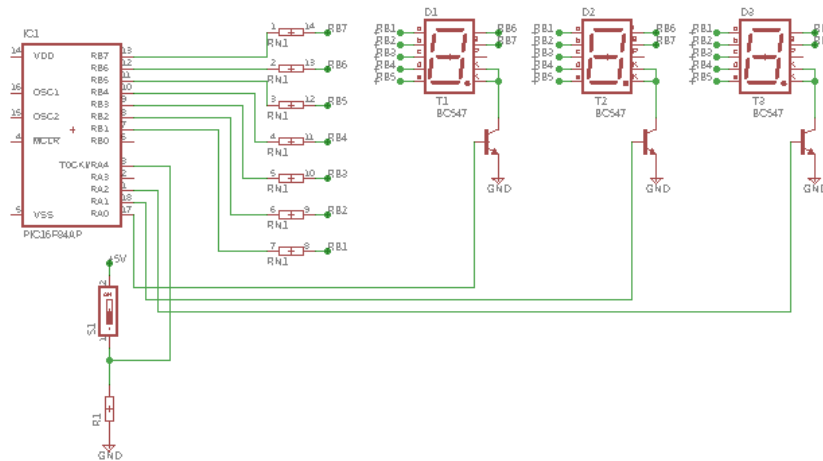 IC1
14 VDD RB7 13
RB6 12
RB5 11
16 OSC1 RB4 10
RB3 9
15 OSC2 RB2 8
RB1 7
4 MCLR RB0 6
T0CKI/RA4 3
RA3 2
RA2 1
RA1 18
5 VSS RA0 17
PIC16F84AP
1 14 RB7
RN1
2 13 RB6
RN1
3 12 RB5
RN1
4 11 RB4
RN1
5 10 RB3
RN1
6 9 RB2
RN1
7 8 RB1
RN1
D1
RB1 RB6
RB2 RB7
RB3
RB4
RB5
T1
BC547
GND
D2
RB1 RB6
RB2 RB7
RB3
RB4
RB5
T2
BC547
GND
D3
RB1
RB2
RB3
RB4
RB5
T3
BC547
GND
+5V
2
ON
S1
1
R1
GND